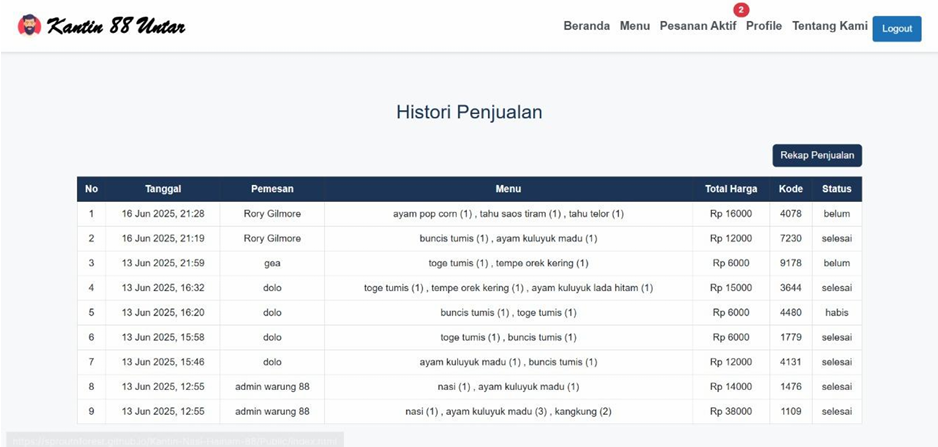 Kantin 88 Untar
Beranda Menu Pesanan Aktif 2 Profile Tentang Kami Logout
Histori Penjualan
Rekap Penjualan
No Tanggal Pemesan Menu Total Harga Kode Status
1 16 Jun 2025, 21:28 Rory Gilmore ayam pop corn (1) , tahu saos tiram (1) , tahu telor (1) Rp 16000 4078 belum
2 16 Jun 2025, 21:19 Rory Gilmore buncis tumis (1) , ayam kuluyuk madu (1) Rp 12000 7230 selesai
3 13 Jun 2025, 21:59 gea toge tumis (1) , tempe orek kering (1) Rp 6000 9178 belum
4 13 Jun 2025, 16:32 dolo toge tumis (1) , tempe orek kering (1) , ayam kuluyuk lada hitam (1) Rp 15000 3644 selesai
5 13 Jun 2025, 16:20 dolo buncis tumis (1) , toge tumis (1) Rp 6000 4480 habis
6 13 Jun 2025, 15:58 dolo toge tumis (1) , buncis tumis (1) Rp 6000 1779 selesai
7 13 Jun 2025, 15:46 dolo ayam kuluyuk madu (1) , buncis tumis (1) Rp 12000 4131 selesai
8 13 Jun 2025, 12:55 admin warung 88 nasi (1) , ayam kuluyuk madu (1) Rp 14000 1476 selesai
9 13 Jun 2025, 12:55 admin warung 88 nasi (1) , ayam kuluyuk madu (3) , kangkung (2) Rp 38000 1109 selesai